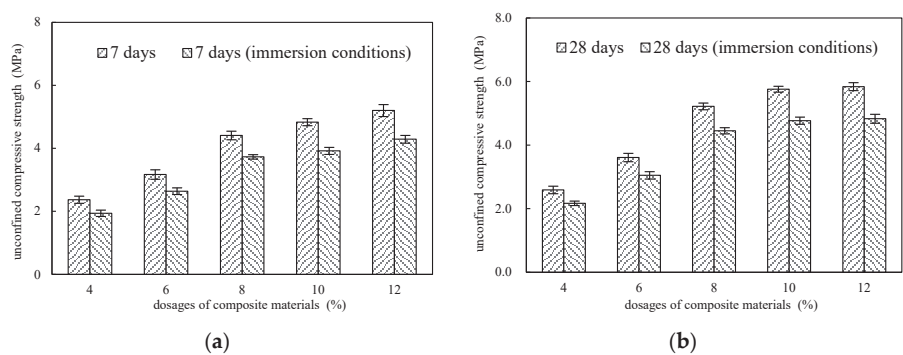 8
6
4
2
0
unconfined compressive strength (MPa)
7 days
7 days (immersion conditions)
4 6 8 10 12
dosages of composite materials (%)
(a)
8.0
6.0
4.0
2.0
0.0
unconfined compressive strength (MPa)
28 days
28 days (immersion conditions)
4 6 8 10 12
dosages of composite materials (%)
(b)